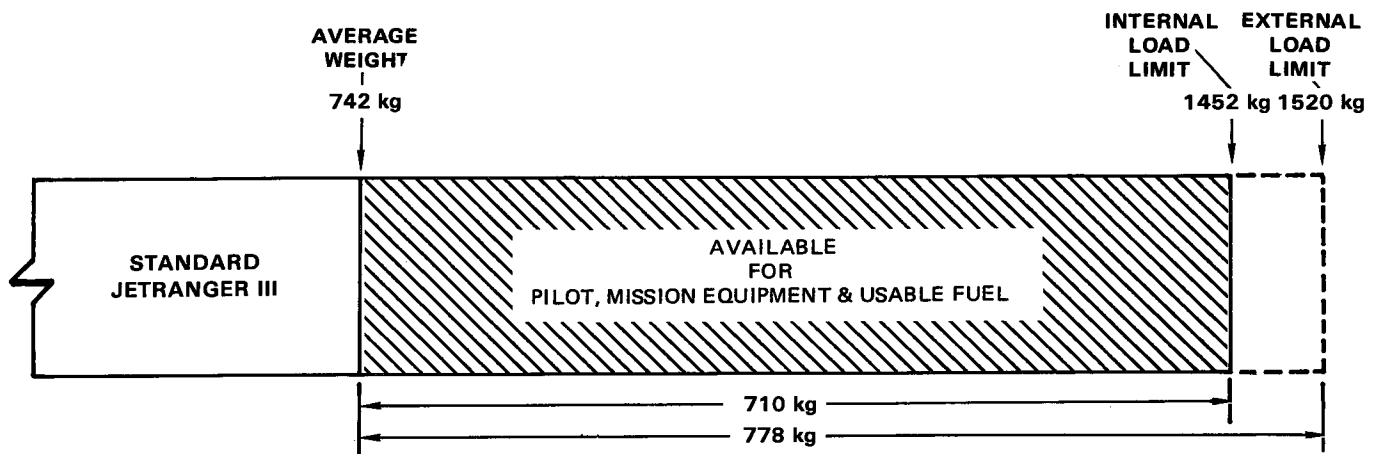 AVERAGE
WEIGHT
742 kg
INTERNAL
LOAD
LIMIT
1452 kg
EXTERNAL
LOAD
LIMIT
1520 kg
STANDARD
JETRANGER III
AVAILABLE
FOR
PILOT, MISSION EQUIPMENT & USABLE FUEL
710 kg
778 kg